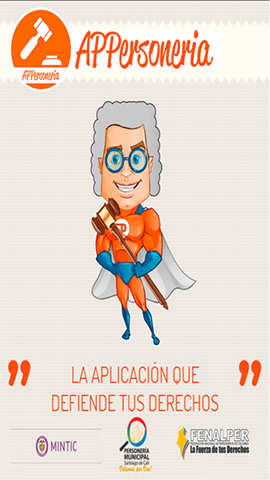 APPersoneria
APPersoneria
P
" LA APLICACIÓN QUE "
DEFIENDE TUS DERECHOS
MINTIC
PERSONERÍA
MUNICIPAL
Santiago de Cali
FENALPER
La Fuerza de tus Derechos